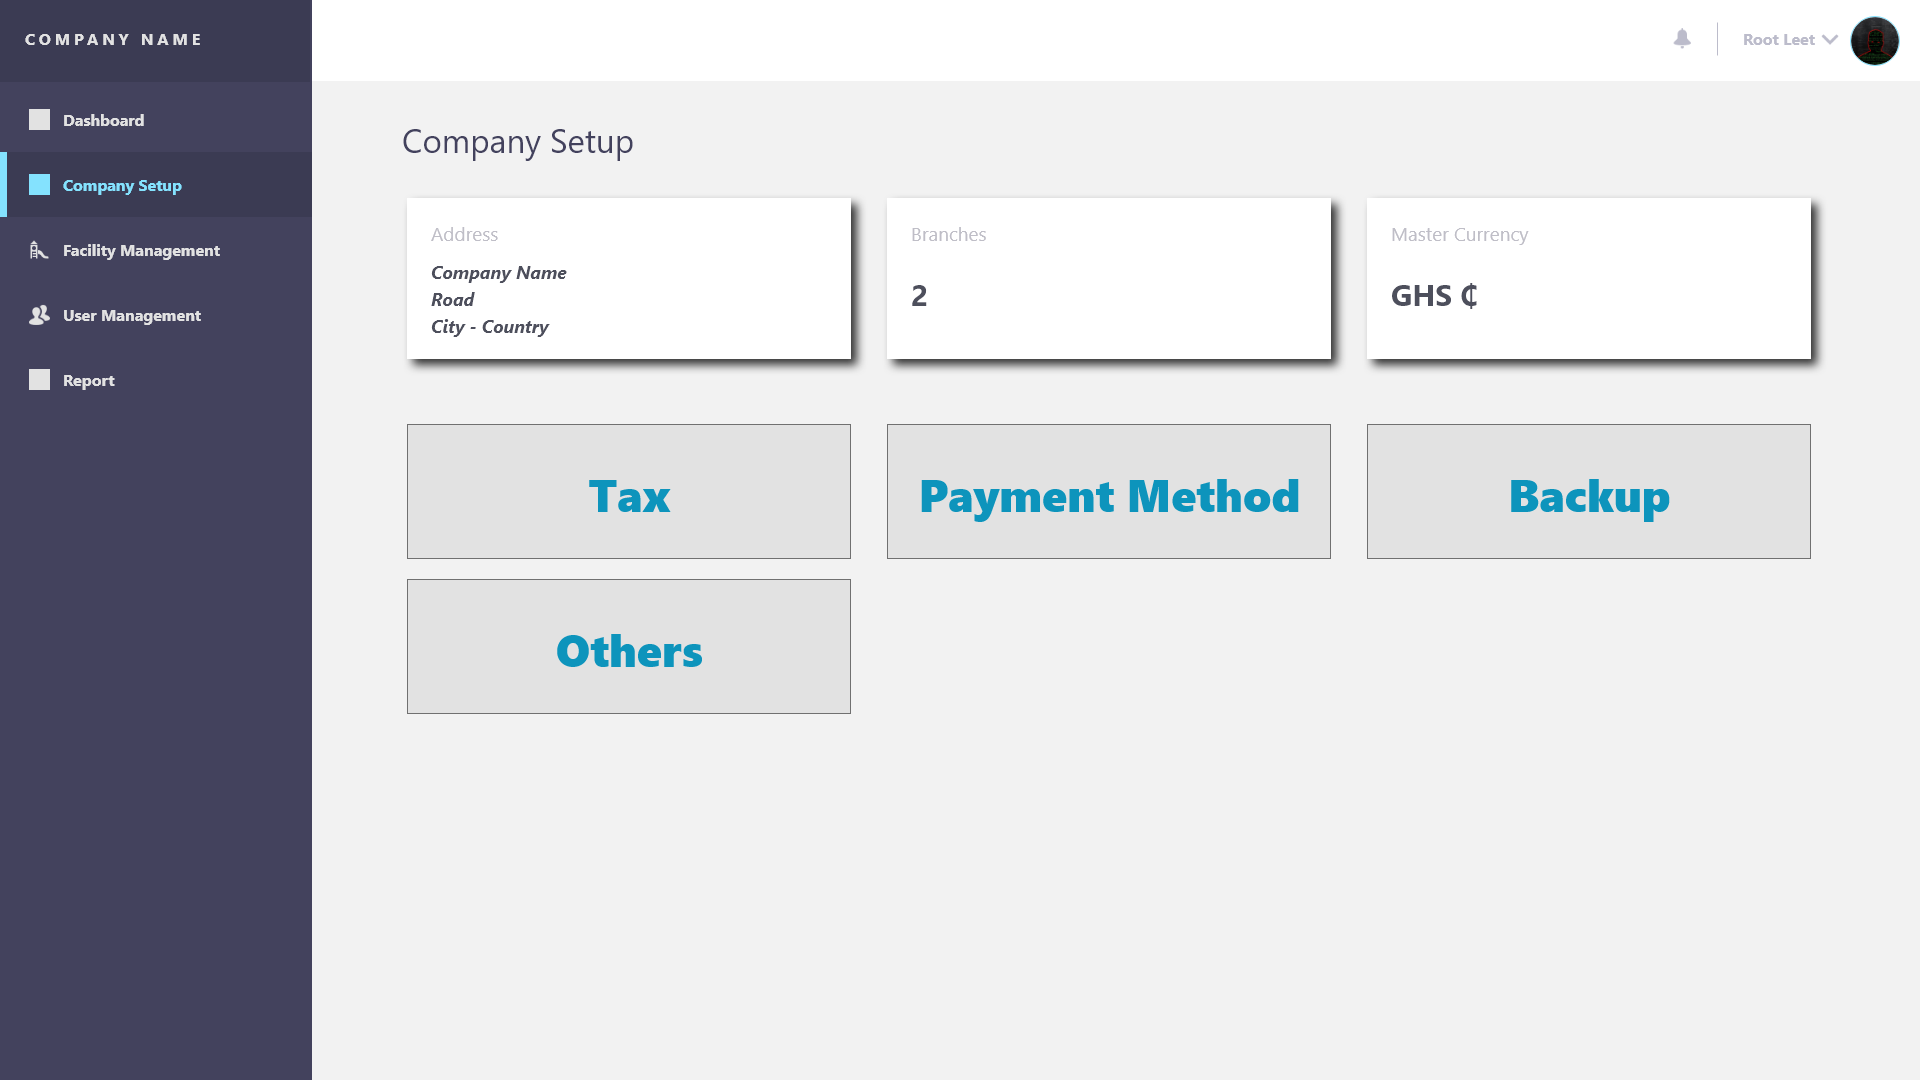 COMPANY NAME
Root Leet
Dashboard
Company Setup
Facility Management
User Management
Report
Company Setup
Address
Company Name
Road
City - Country
Branches
2
Master Currency
GHS ₵
Tax
Payment Method
Backup
Others